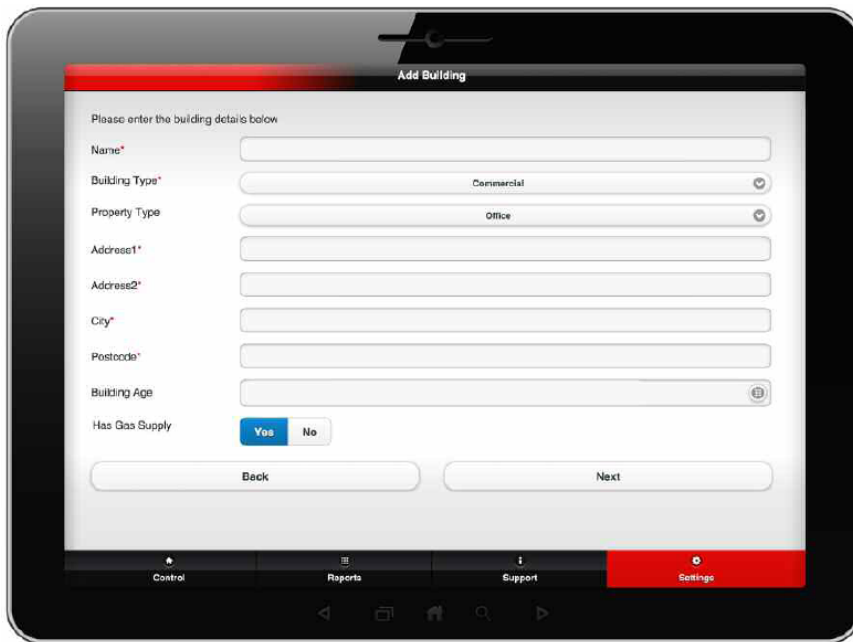 Add Building
Please enter the building details below
Name*
Building Type* Commercial
Property Type Office
Address1*
Address2*
City*
Postcode*
Building Age
Has Gas Supply Yes No
Back Next
Control Reports Support Settings